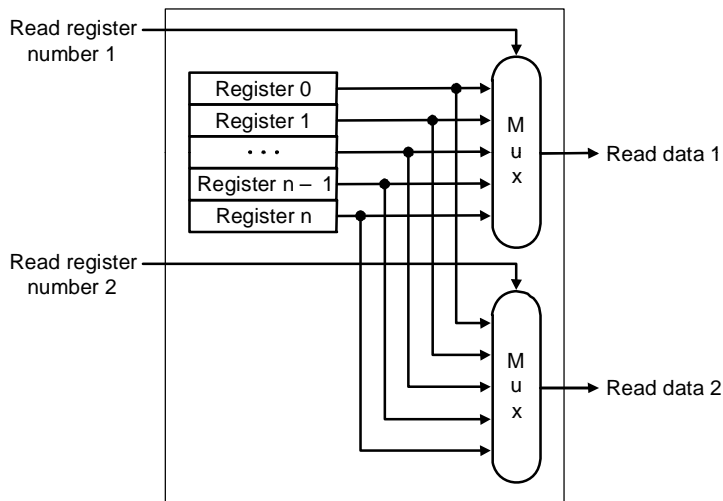 Read register
number 1
Register 0
Register 1
. . .
Register n – 1
Register n
M
u
x
Read data 1
Read register
number 2
M
u
x
Read data 2